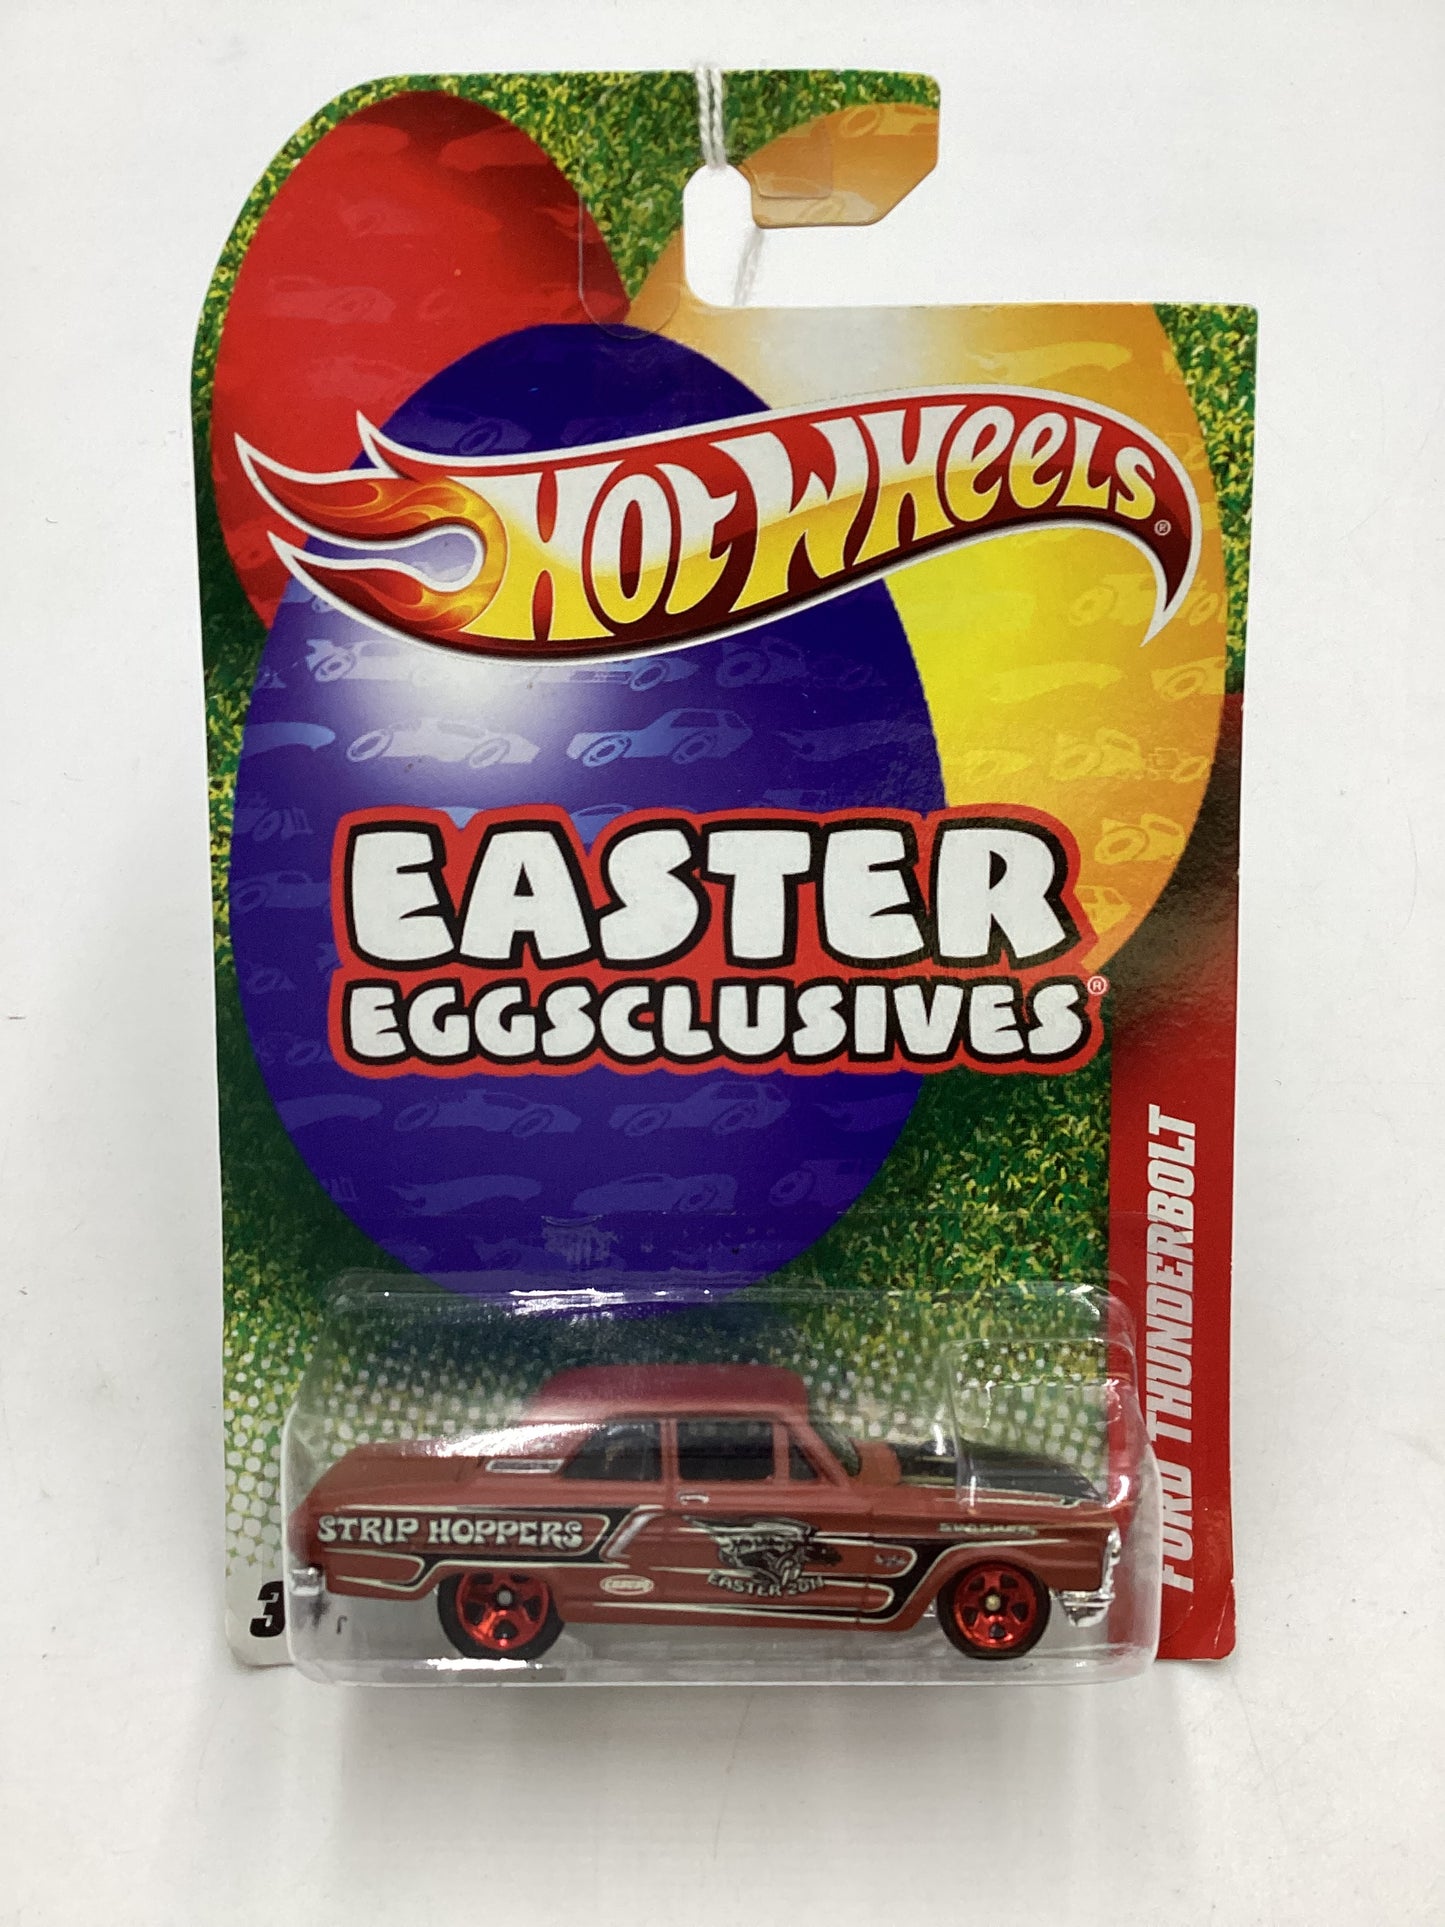 HOT WHEELS®
EASTER
EGGSCLUSIVES®
FORD THUNDERBOLT
STRIP HOPPERS
EASTER 2011
3